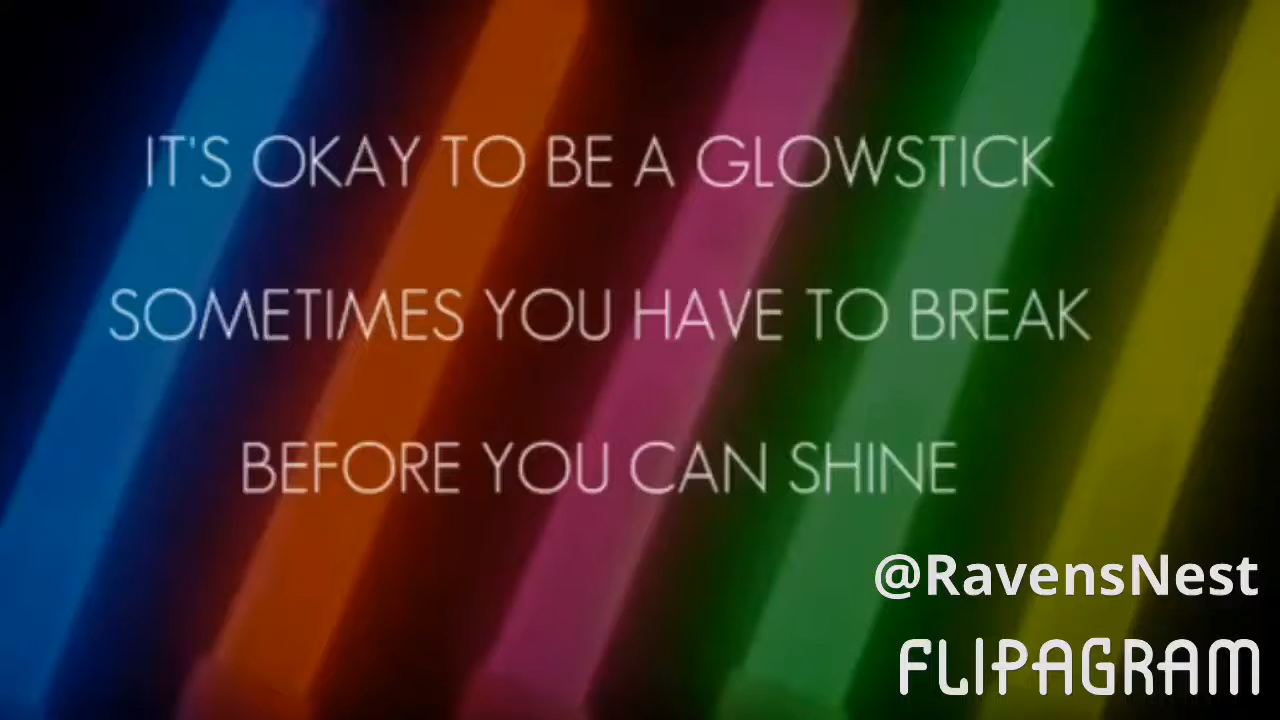 IT'S OKAY TO BE A GLOWSTICK
SOMETIMES YOU HAVE TO BREAK
BEFORE YOU CAN SHINE
@RavensNest
FLIPAGRAM